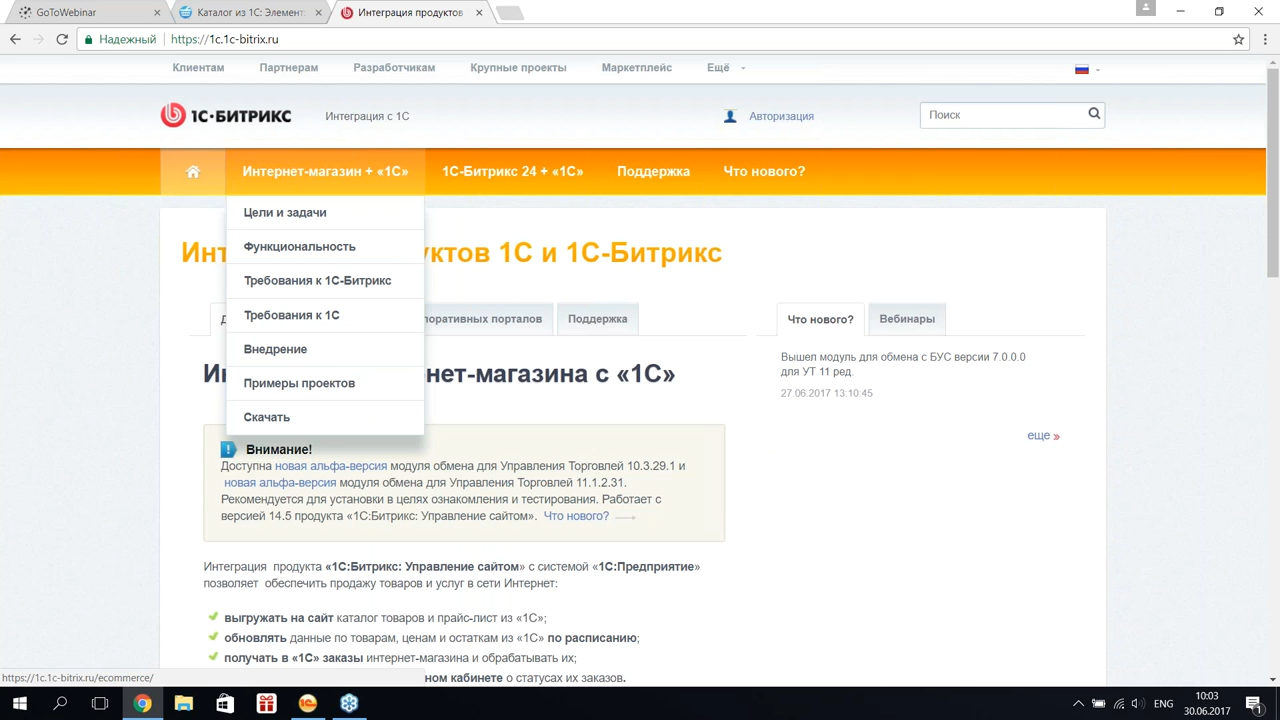 GoToWebinar
Каталог из 1С: Элемент
Интеграция продуктов
Надежный https://1c.1c-bitrix.ru
Клиентам Партнерам Разработчикам Крупные проекты Маркетплейс Ещё
1С-БИТРИКС Интеграция с 1С Авторизация Поиск
Интернет-магазин + «1С» 1С-Битрикс 24 + «1С» Поддержка Что нового?
Цели и задачи
Функциональность
Требования к 1С-Битрикс
Требования к 1С
Внедрение
Примеры проектов
Скачать
Инт ктов 1С и 1С-Битрикс
поративных порталов Поддержка
Что нового? Вебинары
нет-магазина с «1С»
Вышел модуль для обмена с БУС версии 7.0.0.0
для УТ 11 ред.
27.06.2017 13:10:45
еще »
Внимание!
Доступна новая альфа-версия модуля обмена для Управления Торговлей 10.3.29.1 и
новая альфа-версия модуля обмена для Управления Торговлей 11.1.2.31.
Рекомендуется для установки в целях ознакомления и тестирования. Работает с
версией 14.5 продукта «1С:Битрикс: Управление сайтом». Что нового?
Интеграция продукта «1С:Битрикс: Управление сайтом» с системой «1С:Предприятие»
позволяет обеспечить продажу товаров и услуг в сети Интернет:
выгружать на сайт каталог товаров и прайс-лист из «1С»;
обновлять данные по товарам, ценам и остаткам из «1С» по расписанию;
получать в «1С» заказы интернет-магазина и обрабатывать их;
ном кабинете о статусах их заказов.
https://1c.1c-bitrix.ru/ecommerce/
ENG
10:03
30.06.2017
1